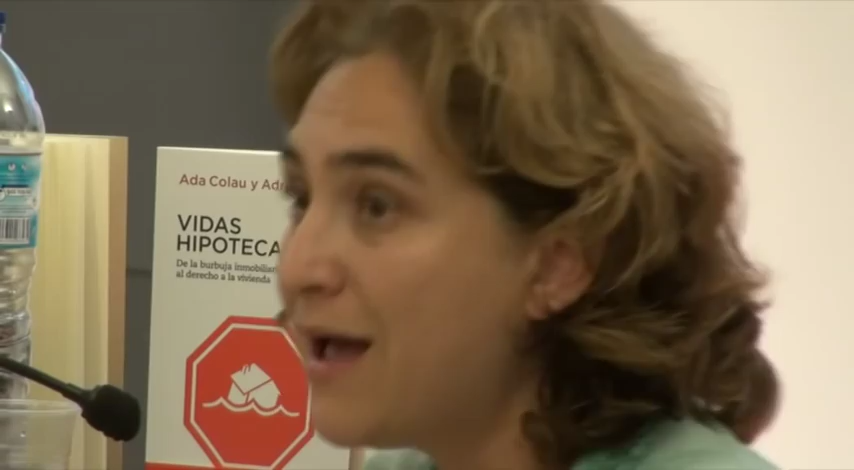 Ada Colau y Adr
VIDAS
HIPOTECA
De la burbuja inmobiliari
al derecho a la vivienda